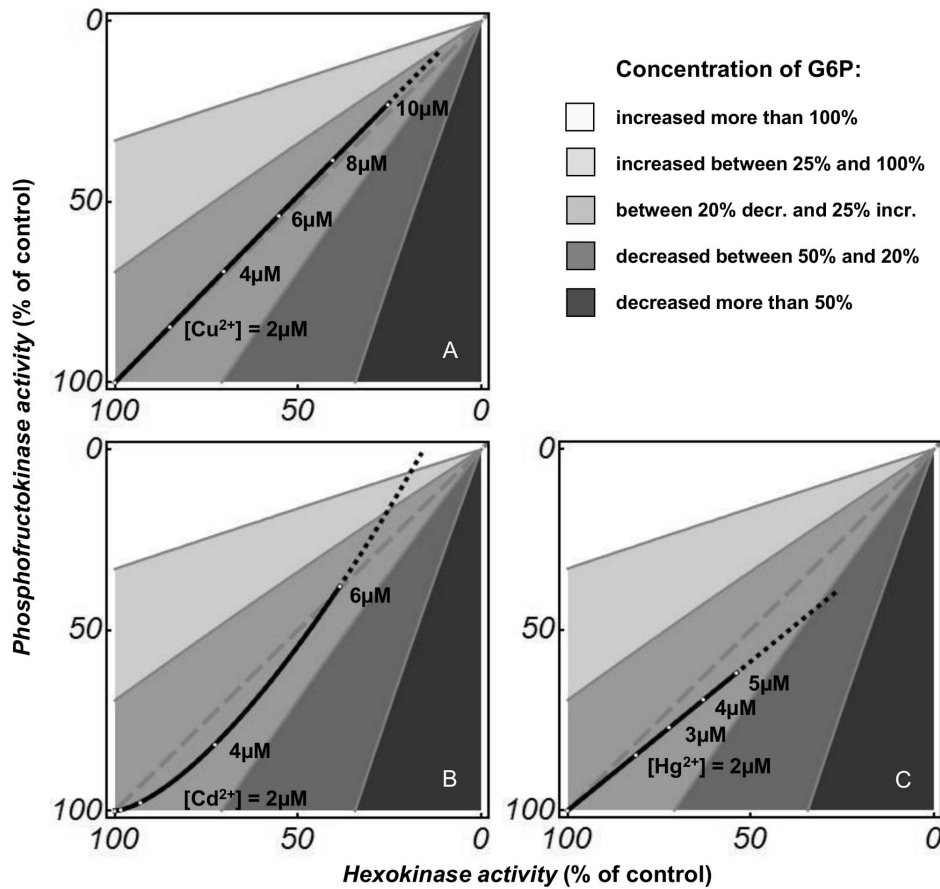 Phosphofructokinase activity (% of control)
0
50
100
10µM
8µM
6µM
4µM
[Cu²⁺] = 2µM
A
100
50
0
Concentration of G6P:
increased more than 100%
increased between 25% and 100%
between 20% decr. and 25% incr.
decreased between 50% and 20%
decreased more than 50%
0
50
100
6µM
4µM
[Cd²⁺] = 2µM
B
100
50
0
0
50
100
5µM
4µM
3µM
[Hg²⁺] = 2µM
C
100
50
0
Hexokinase activity (% of control)